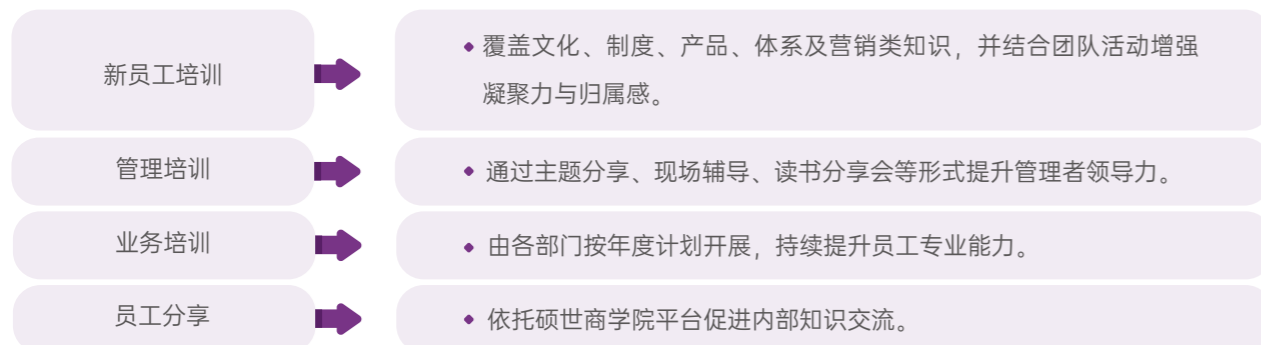 新员工培训
覆盖文化、制度、产品、体系及营销类知识，并结合团队活动增强
凝聚力与归属感。
管理培训
通过主题分享、现场辅导、读书分享会等形式提升管理者领导力。
业务培训
由各部门按年度计划开展，持续提升员工专业能力。
员工分享
依托硕世商学院平台促进内部知识交流。